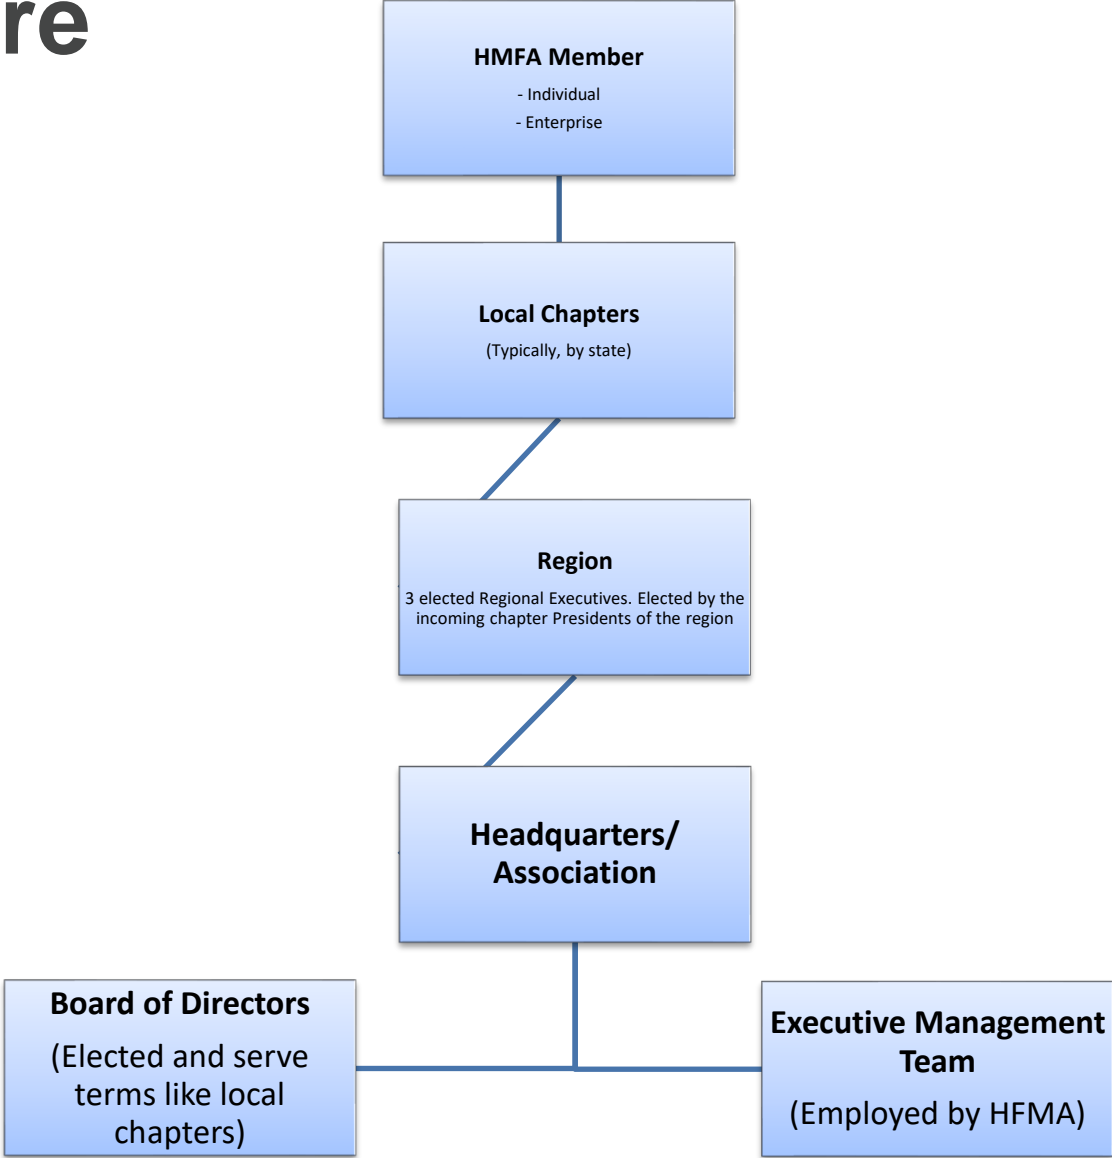 re
HMFA Member
- Individual
- Enterprise
Local Chapters
(Typically, by state)
Region
3 elected Regional Executives. Elected by the
incoming chapter Presidents of the region
Headquarters/
Association
Board of Directors
(Elected and serve
terms like local
chapters)
Executive Management
Team
(Employed by HFMA)